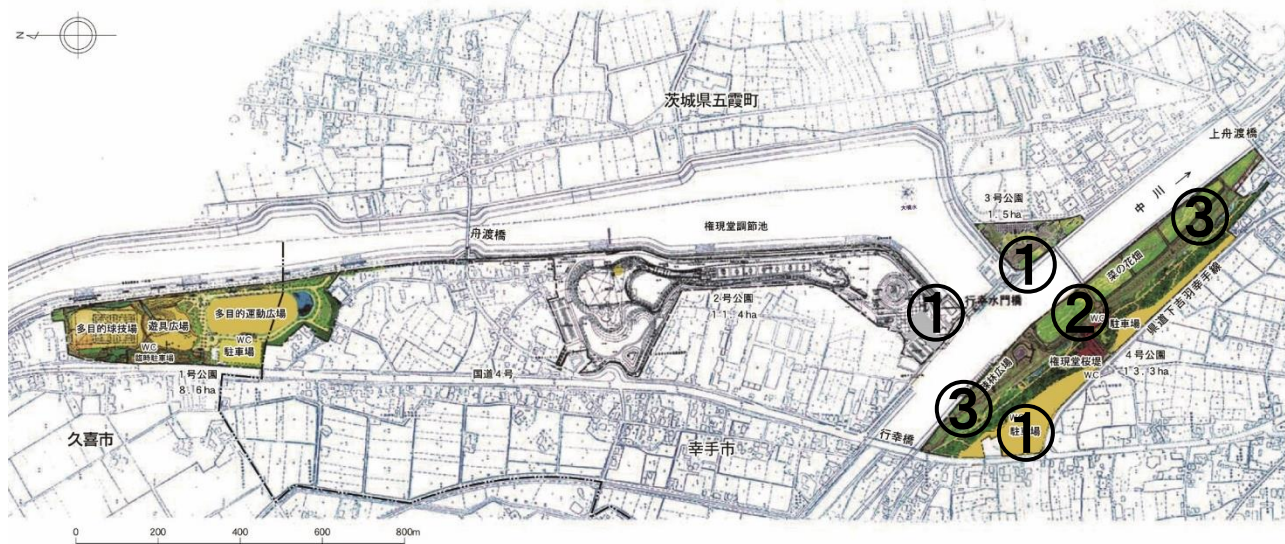 N
茨城県五霞町
上舟渡橋
3号公園
1.5ha
中川 →
③
舟渡橋
権現堂調節池
大噴水
①
菜の花畑
行幸水門橋
①
②
県道下吉羽幸手線
2号公園
11.4ha
WC
駐車場
多目的球技場
遊具広場
多目的運動広場
WC
駐車場
WC
臨時駐車場
1号公園
8.6ha
国道4号
権現堂桜堤
WC
4号公園
13.3ha
③
①
駐車場
WC
行幸橋
久喜市
幸手市
0 200 400 600 800m